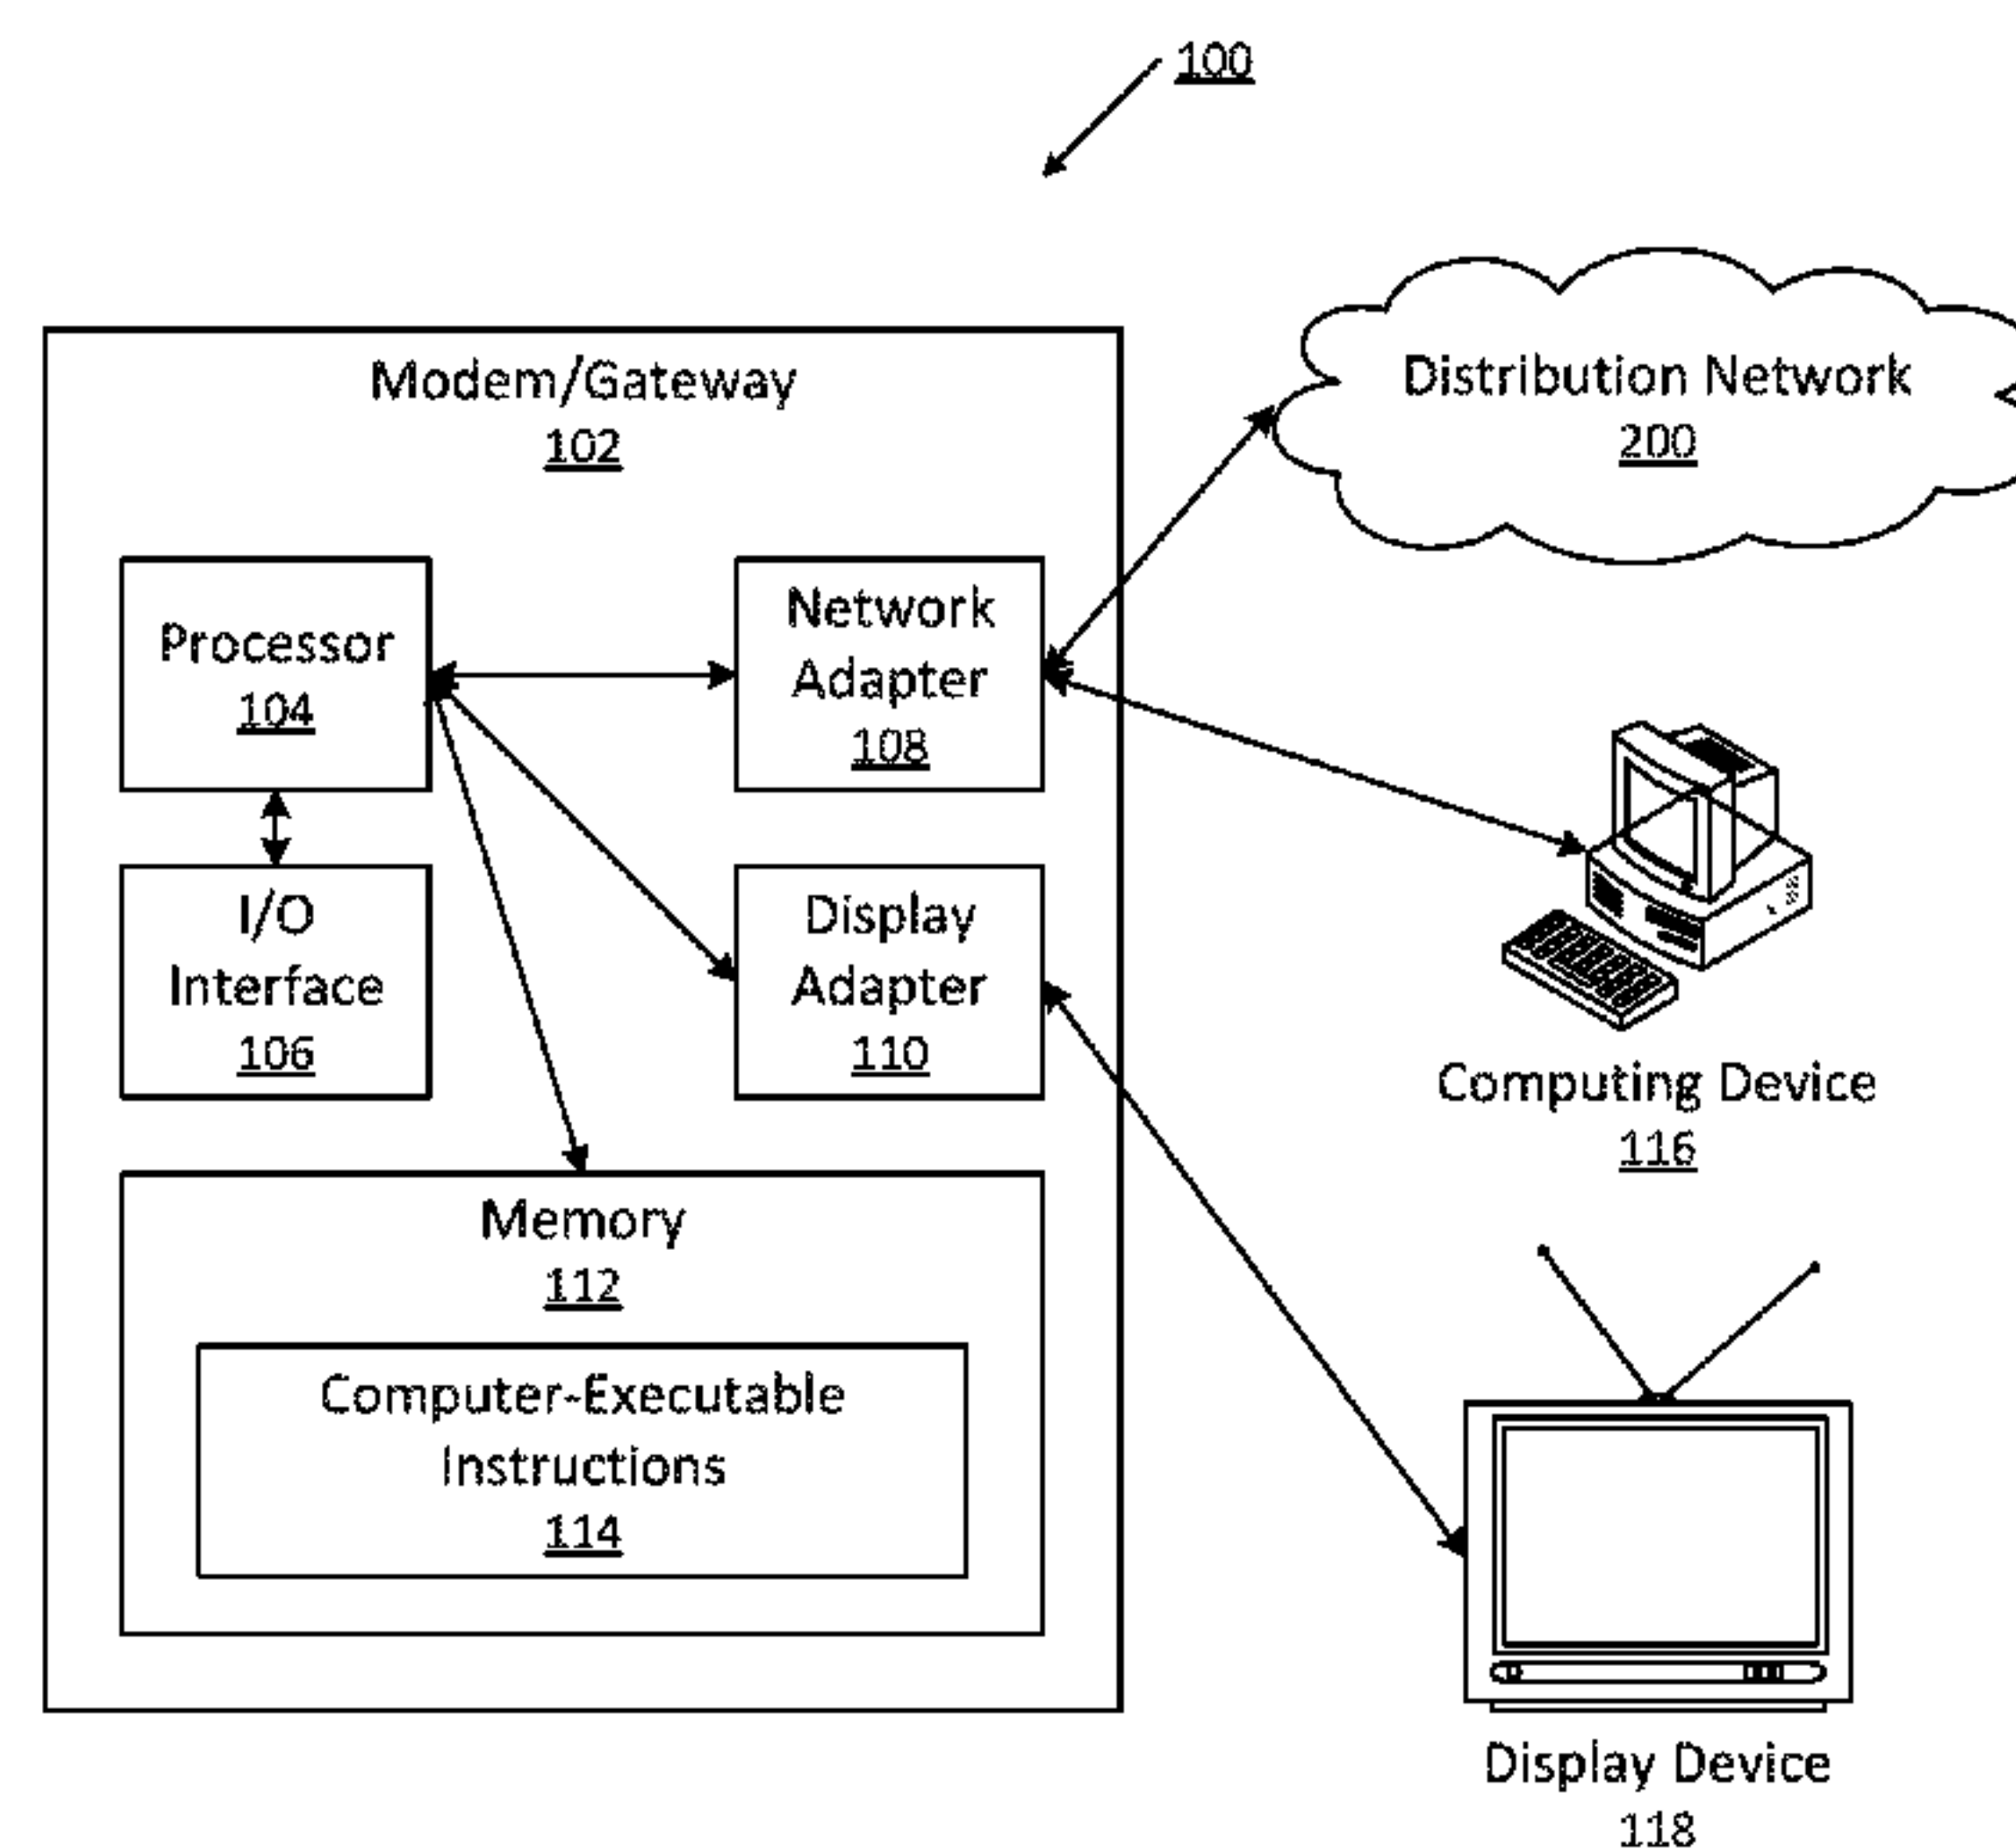 100
Modem/Gateway
102
Distribution Network
200
Processor
104
Network
Adapter
108
I/O
Interface
106
Display
Adapter
110
Computing Device
116
Memory
112
Computer-Executable
Instructions
114
Display Device
118